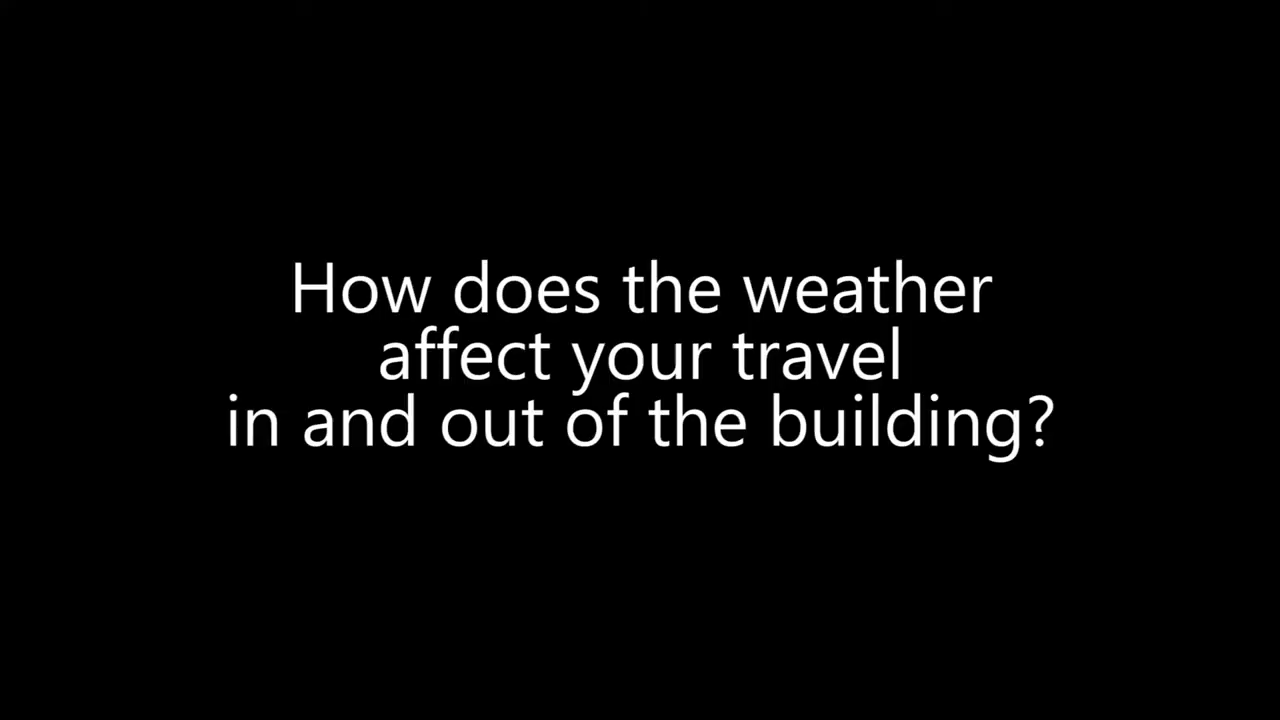 How does the weather
affect your travel
in and out of the building?